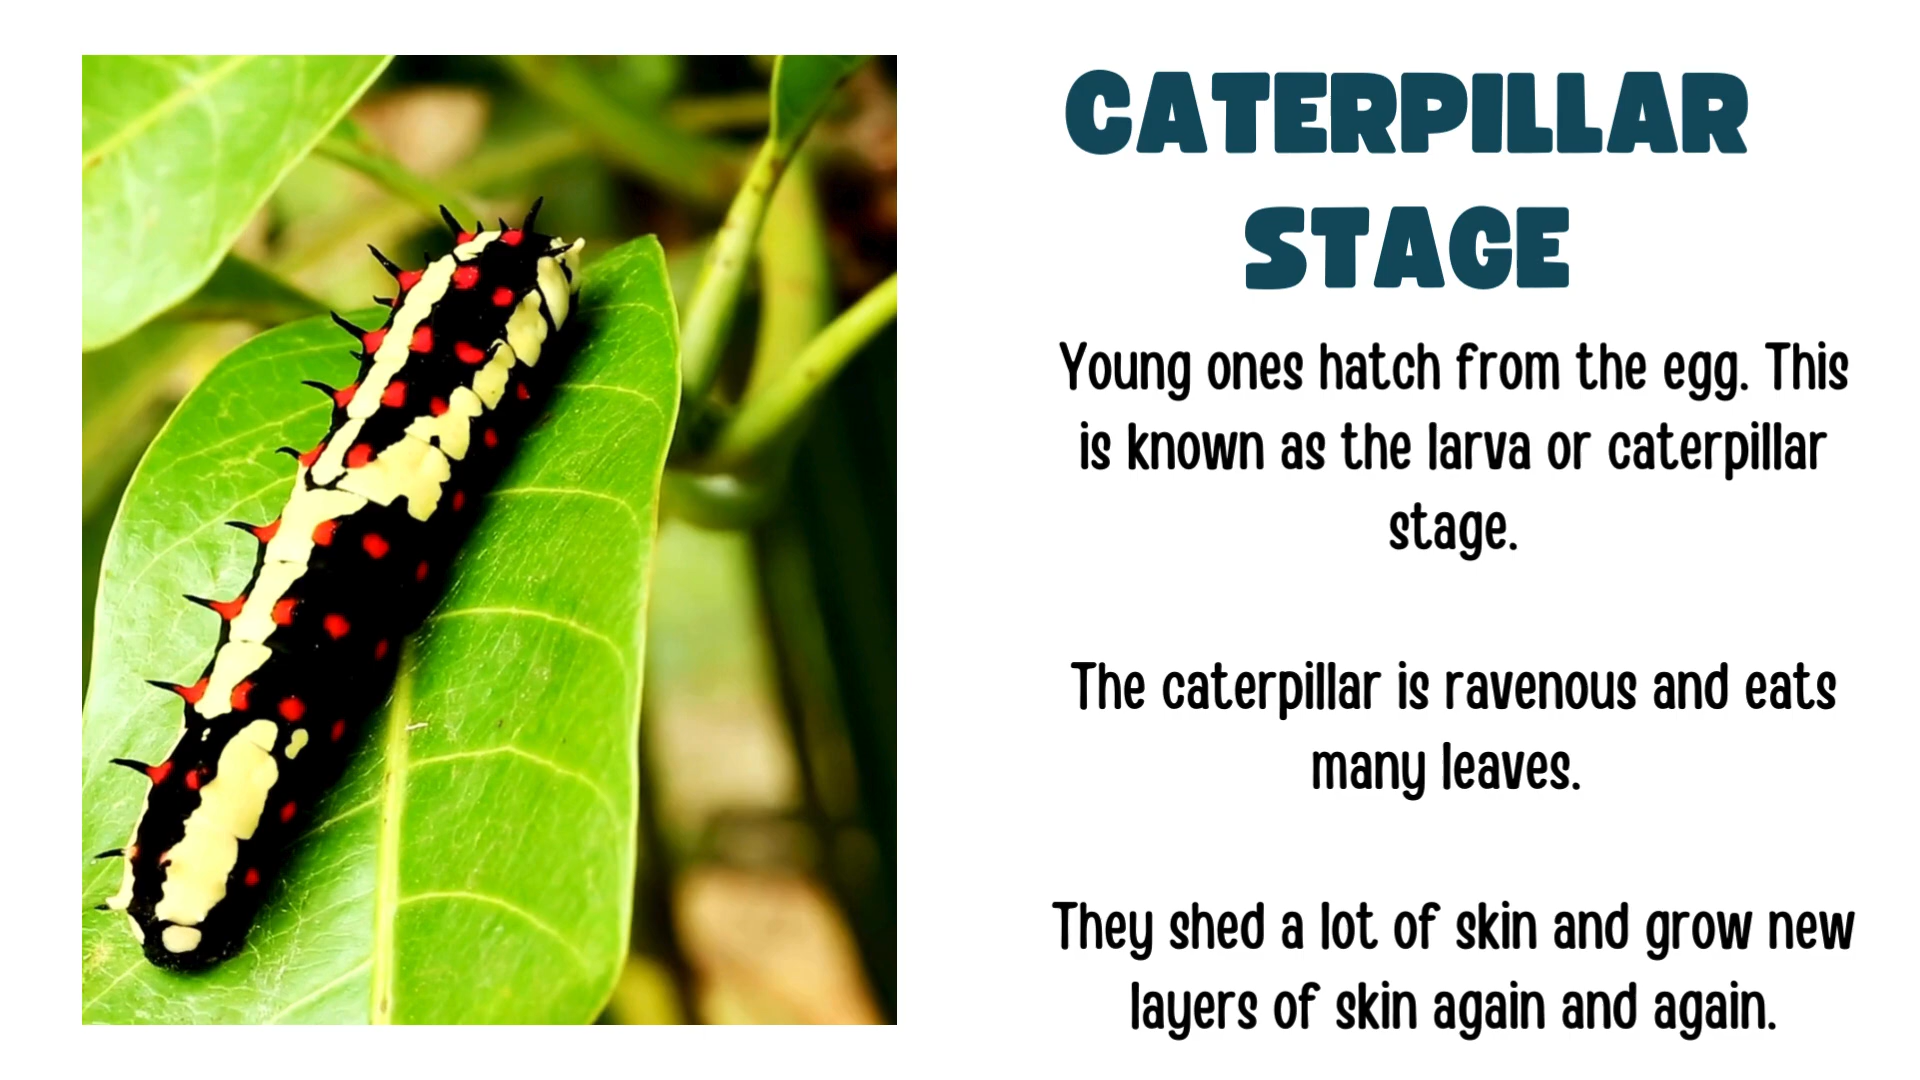 CATERPILLAR
STAGE
Young ones hatch from the egg. This
is known as the larva or caterpillar
stage.
The caterpillar is ravenous and eats
many leaves.
They shed a lot of skin and grow new
layers of skin again and again.